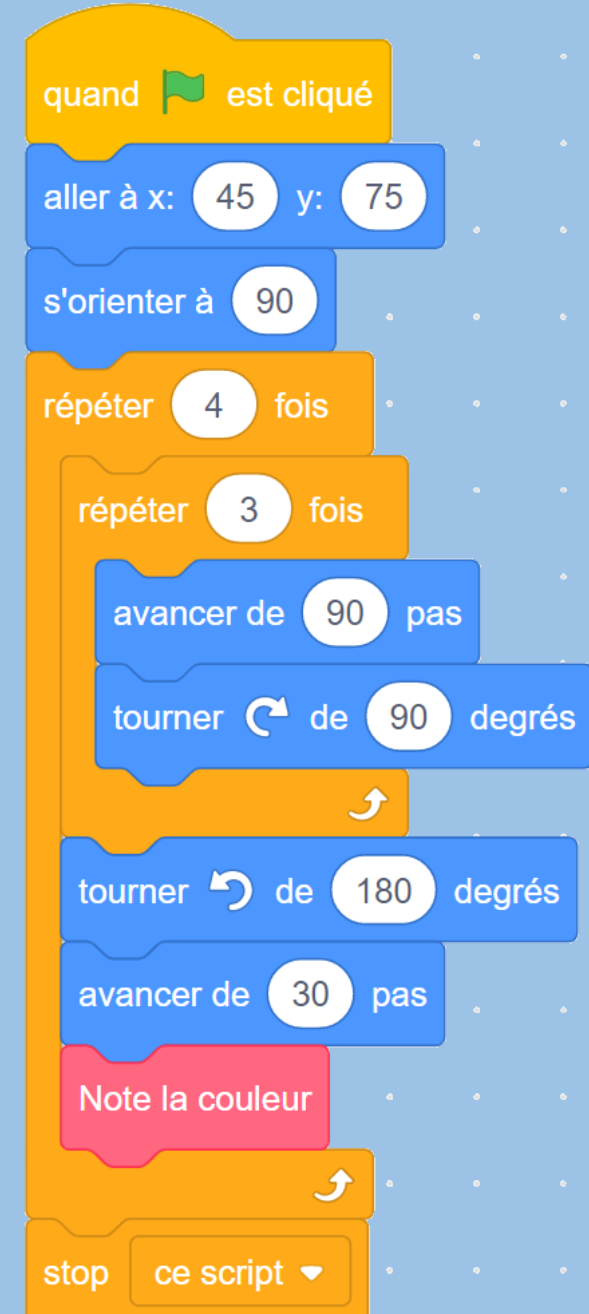 quand est cliqué
aller à x: 45 y: 75
s'orienter à 90
répéter 4 fois
répéter 3 fois
avancer de 90 pas
tourner de 90 degrés
tourner de 180 degrés
avancer de 30 pas
Note la couleur
stop ce script